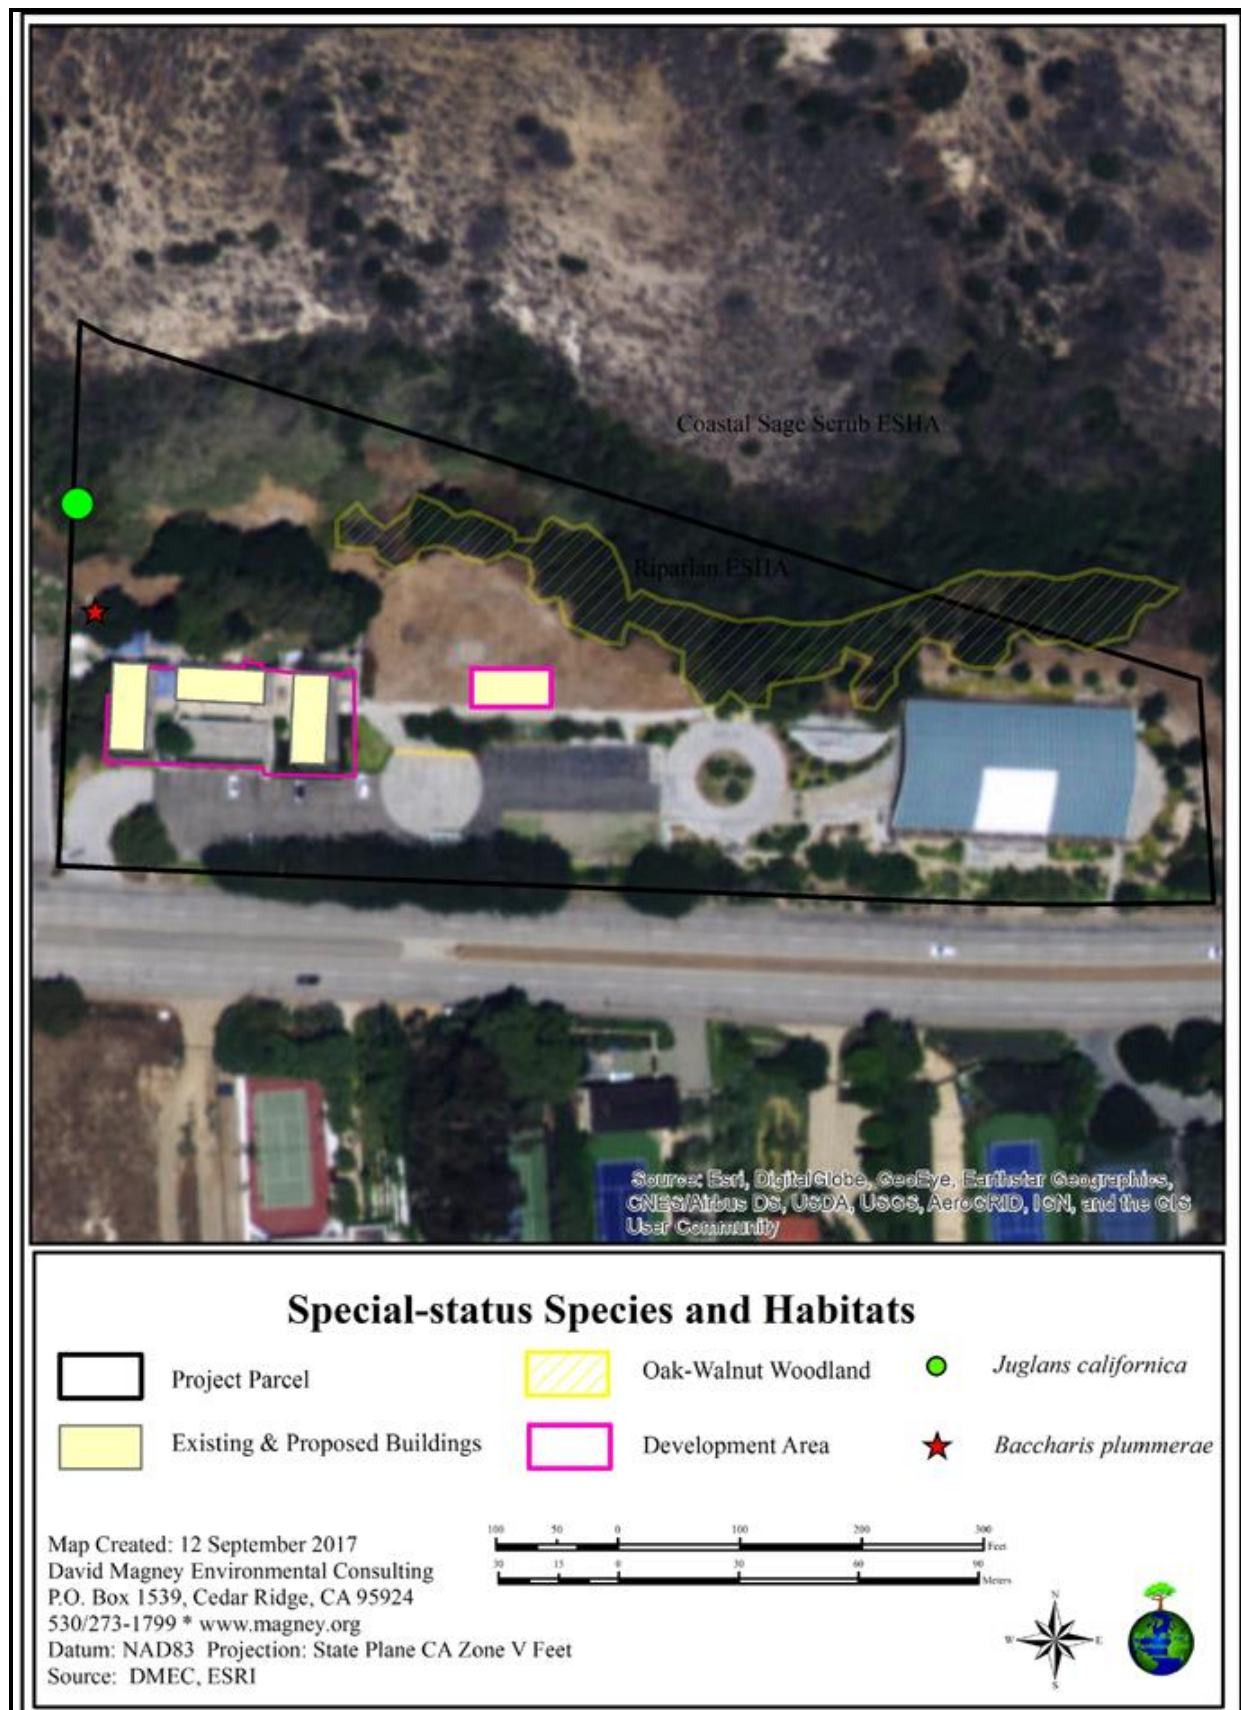 Coastal Sage Scrub ESHA
Riparian ESHA
Source: Esri, DigitalGlobe, GeoEye, Earthstar Geographics,
CNES/Airbus DS, USDA, USGS, AeroGRID, IGN, and the GIS
User Community
Special-status Species and Habitats
Project Parcel
Oak-Walnut Woodland
Juglans californica
Existing & Proposed Buildings
Development Area
Baccharis plummerae
Map Created: 12 September 2017
David Magney Environmental Consulting
P.O. Box 1539, Cedar Ridge, CA 95924
530/273-1799 * www.magney.org
Datum: NAD83 Projection: State Plane CA Zone V Feet
Source: DMEC, ESRI
100 50 0 100 200 300
Feet
30 15 0 30 60 90
Meters
N
W E
S